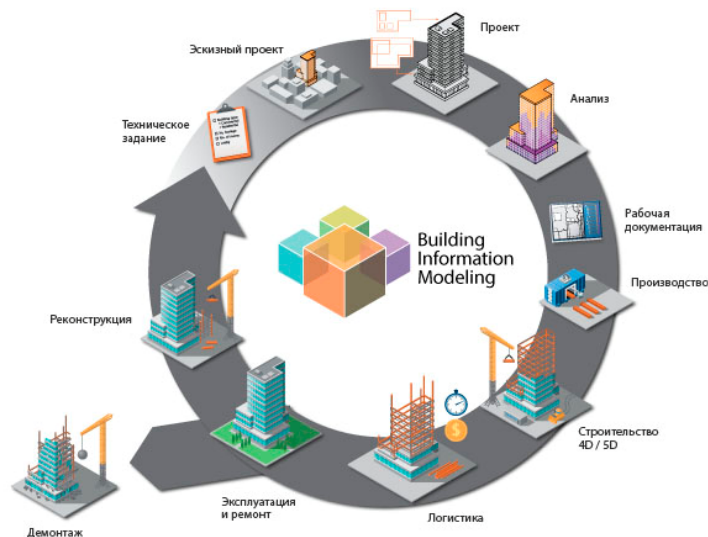 Эскизный проект
Проект
Анализ
Техническое
задание
Рабочая
документация
Building
Information
Modeling
Производство
Реконструкция
Строительство
4D / 5D
Эксплуатация
и ремонт
Логистика
Демонтаж